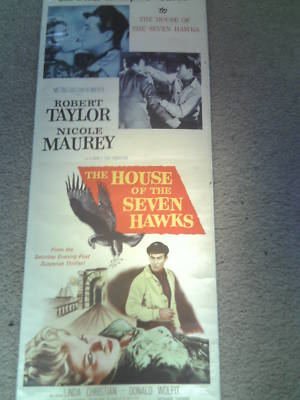 to
THE HOUSE OF
THE SEVEN HAWKS
ROBERT
TAYLOR
NICOLE
MAUREY
THE HOUSE
OF THE
SEVEN
HAWKS
From the
Saturday Evening Post
Suspense Thriller!
LINDA CHRISTIAN · DONALD WOLFIT